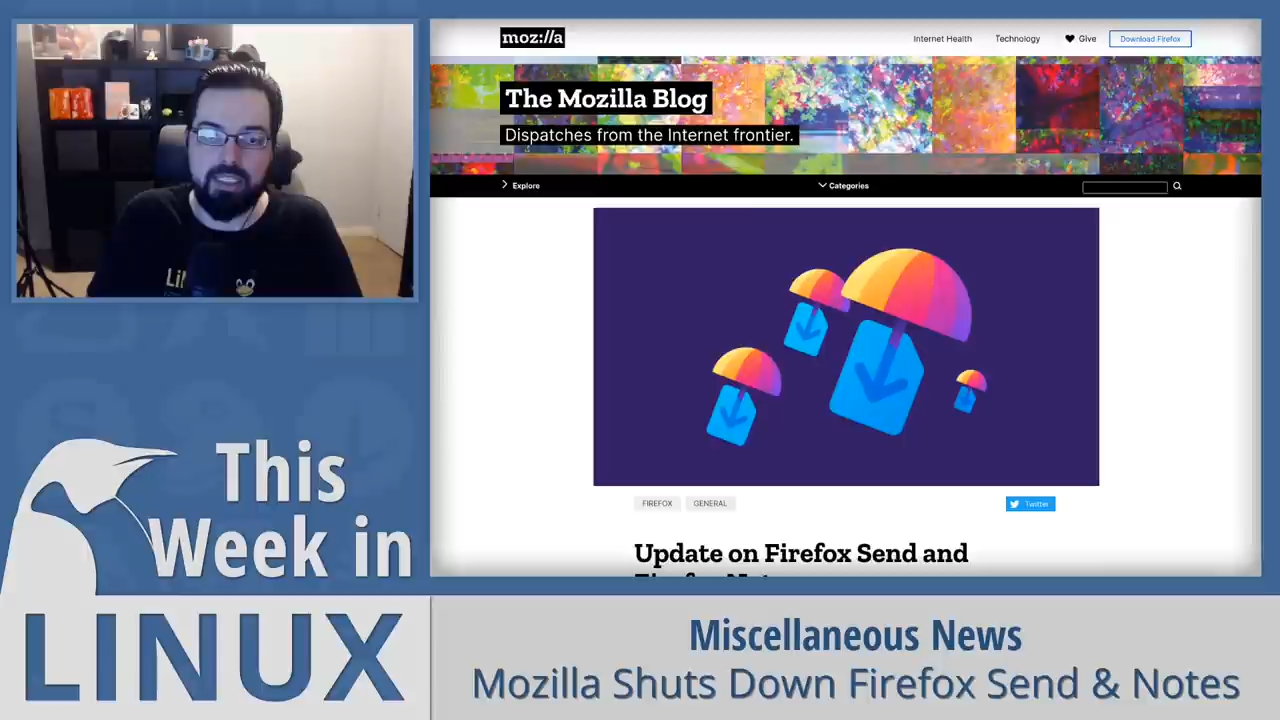 moz://a
Internet Health
Technology
Give
Download Firefox
The Mozilla Blog
Dispatches from the Internet frontier.
Explore
Categories
FIREFOX
GENERAL
Twitter
Update on Firefox Send and
This
Week in
LINUX
Miscellaneous News
Mozilla Shuts Down Firefox Send & Notes